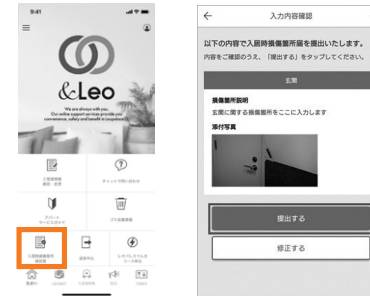 9:41
&Leo
We are always with you.
Our online support services provide you
convenience, safety and benefit in Leopalace21.
ご登録情報
確認・変更
チャットで問い合わせ
アパート
サービスガイド
ゴミ出し情報
入居時損傷箇所
確認届
退去申込
入力内容確認
以下の内容で入居時損傷箇所届を提出いたします。
内容をご確認のうえ、「提出する」をタップしてください。
玄関
損傷箇所説明
玄関に関する損傷箇所をここに入力します
添付写真
提出する
修正する